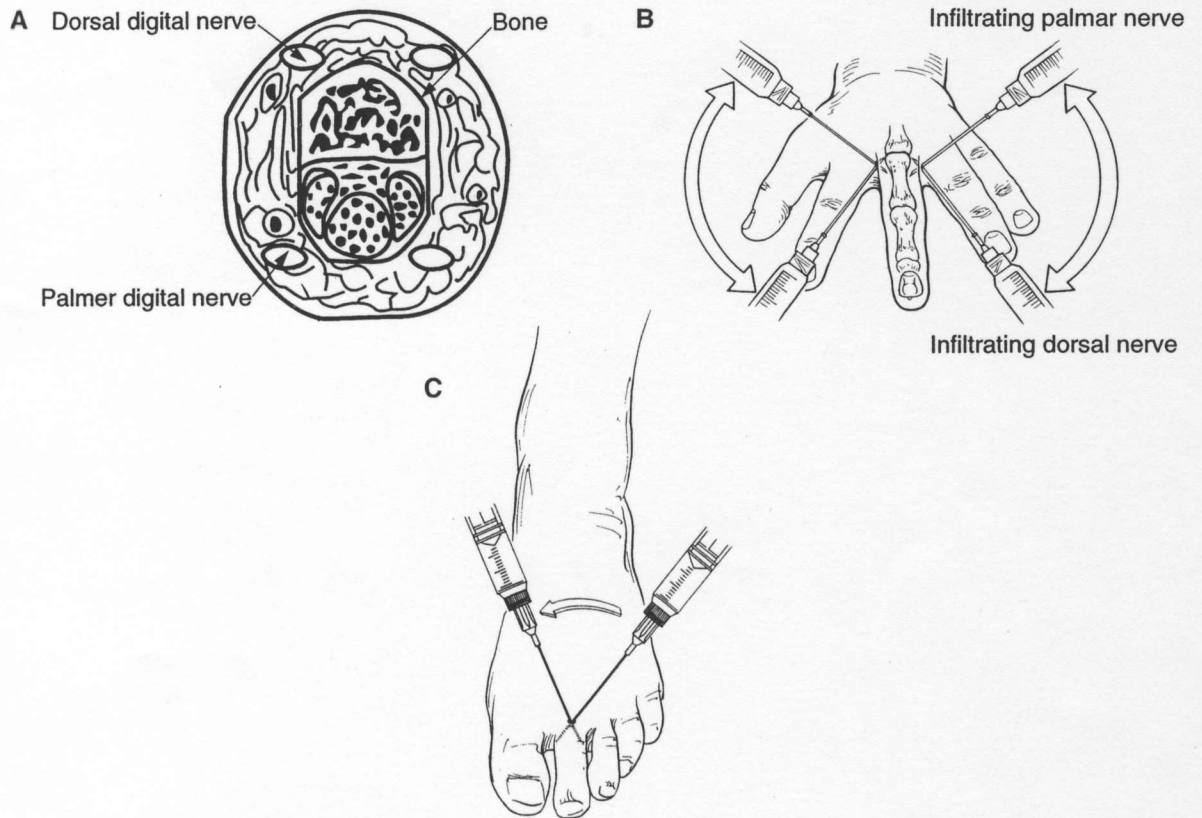 A
Dorsal digital nerve
Bone
Palmer digital nerve
B
Infiltrating palmar nerve
Infiltrating dorsal nerve
C